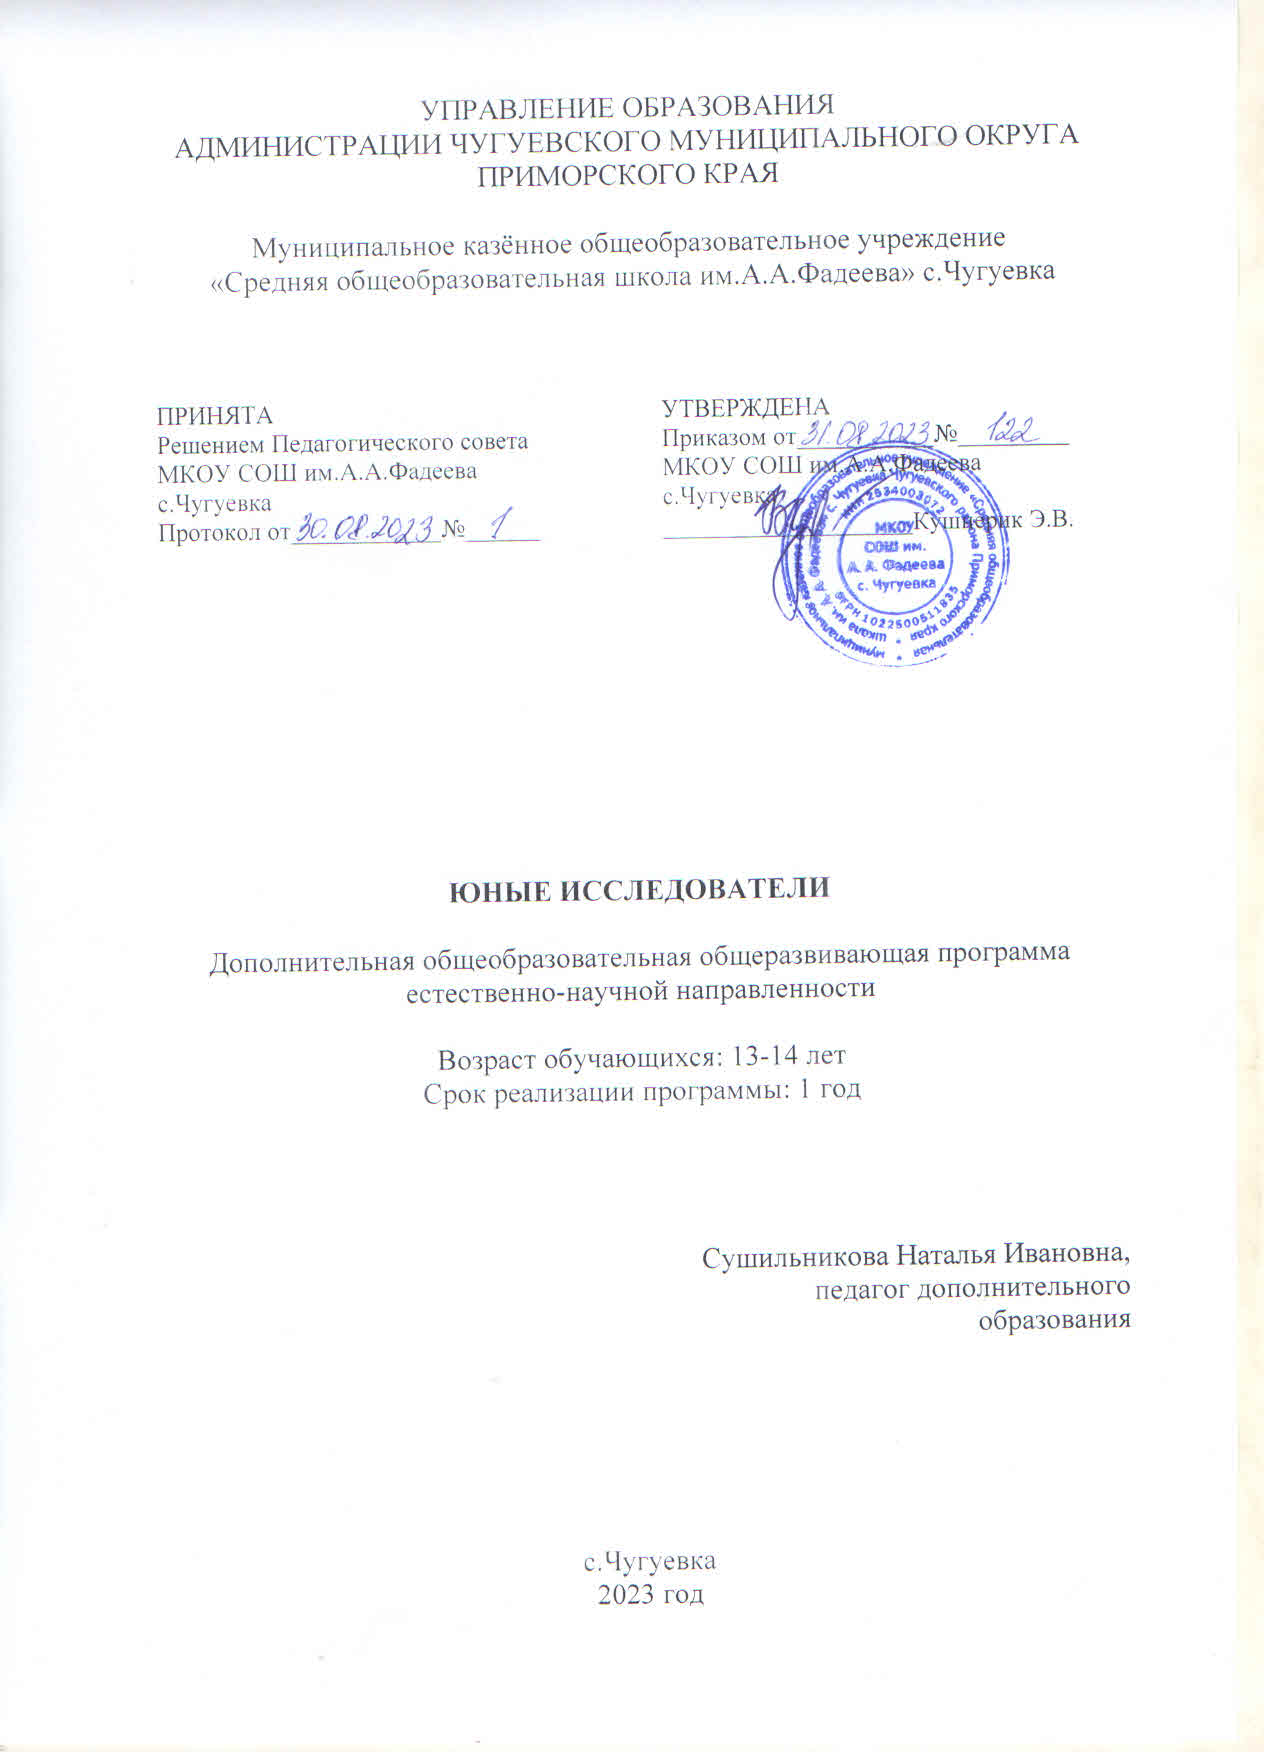 УПРАВЛЕНИЕ ОБРАЗОВАНИЯ
АДМИНИСТРАЦИИ ЧУГУЕВСКОГО МУНИЦИПАЛЬНОГО ОКРУГА
ПРИМОРСКОГО КРАЯ
Муниципальное казённое общеобразовательное учреждение
«Средняя общеобразовательная школа им.А.А.Фадеева» с.Чугуевка
ПРИНЯТА
Решением Педагогического совета
МКОУ СОШ им.А.А.Фадеева
с.Чугуевка
Протокол от 30.08.2023 № 1
УТВЕРЖДЕНА
Приказом от 31.08.2023 № 122
МКОУ СОШ им.А.А.Фадеева
с.Чугуевка
Кушнерик Э.В.
МКОУ
СОШ им.
А. А. Фадеева
с. Чугуевка
ИНН 2534003072
ОГРН 1022500511835
ЮНЫЕ ИССЛЕДОВАТЕЛИ
Дополнительная общеобразовательная общеразвивающая программа
естественно-научной направленности
Возраст обучающихся: 13-14 лет
Срок реализации программы: 1 год
Сушильникова Наталья Ивановна,
педагог дополнительного
образования
с.Чугуевка
2023 год